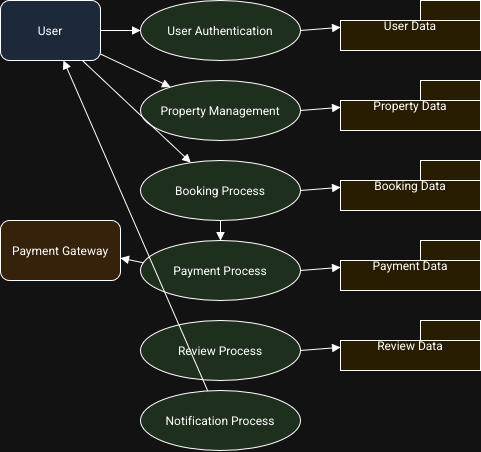 User
User Authentication
User Data
Property Management
Property Data
Booking Process
Booking Data
Payment Gateway
Payment Process
Payment Data
Review Process
Review Data
Notification Process